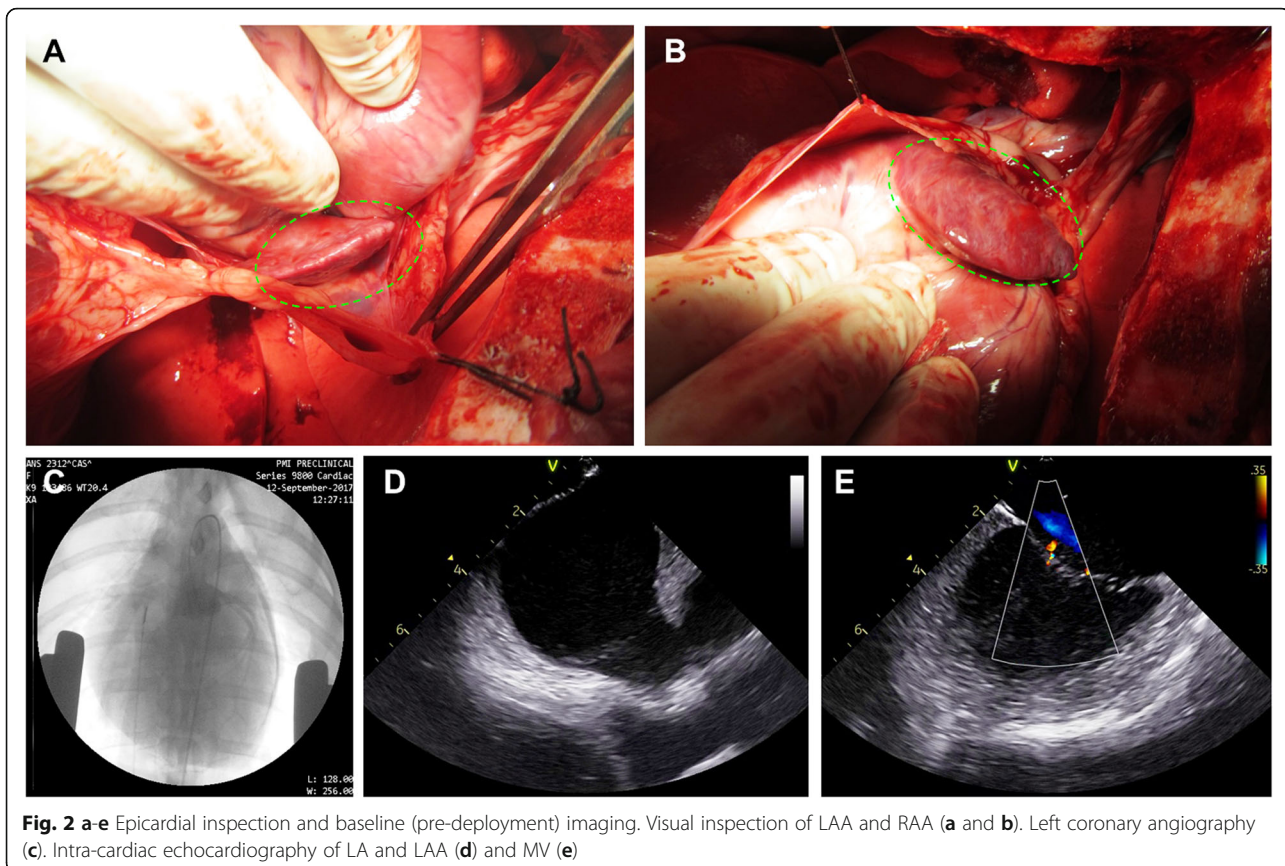 A
B
C
ANS 2312^CAS^
F
WT20.4
XA
PMI PRECLINICAL
Series 9800 Cardiac
12-September-2017
12:27:11
L: 128.00
W: 256.00
D
V
2
4
6
E
V
2
4
6
.35
-.35
Fig. 2 a-e Epicardial inspection and baseline (pre-deployment) imaging. Visual inspection of LAA and RAA (a and b). Left coronary angiography
(c). Intra-cardiac echocardiography of LA and LAA (d) and MV (e)